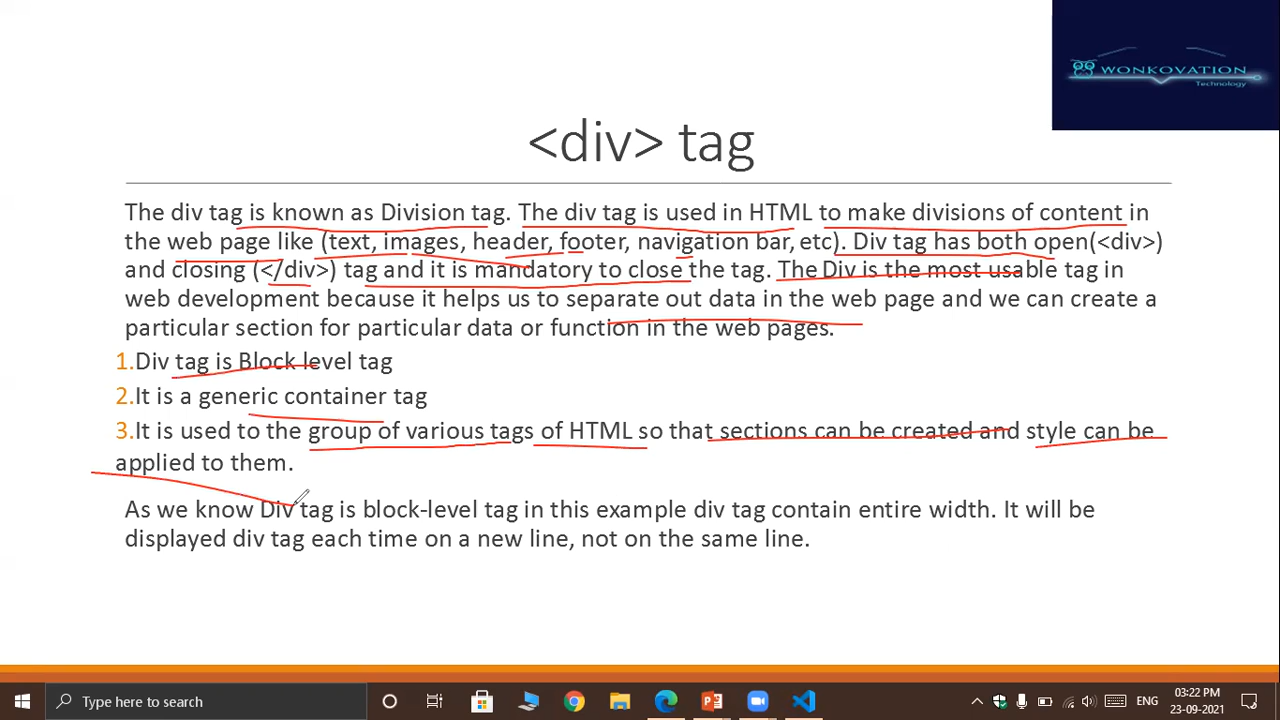 WONKOVATION
Technology
<div> tag
The div tag is known as Division tag. The div tag is used in HTML to make divisions of content in
the web page like (text, images, header, footer, navigation bar, etc). Div tag has both open(<div>)
and closing (</div>) tag and it is mandatory to close the tag. The Div is the most usable tag in
web development because it helps us to separate out data in the web page and we can create a
particular section for particular data or function in the web pages.
1.Div tag is Block level tag
2.It is a generic container tag
3.It is used to the group of various tags of HTML so that sections can be created and style can be
applied to them.
As we know Div tag is block-level tag in this example div tag contain entire width. It will be
displayed div tag each time on a new line, not on the same line.
Type here to search
ENG
03:22 PM
23-09-2021